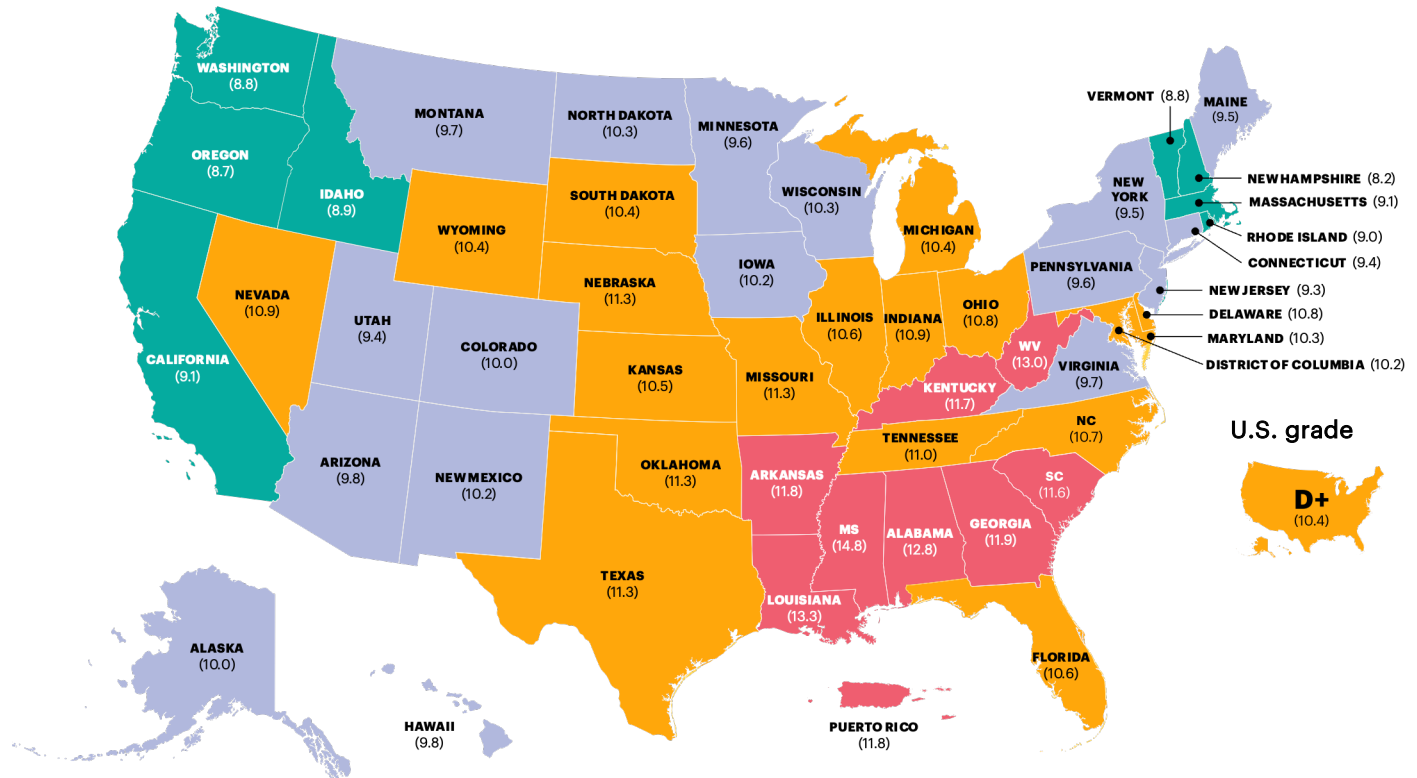 WASHINGTON
(8.8)
OREGON
(8.7)
IDAHO
(8.9)
MONTANA
(9.7)
NORTH DAKOTA
(10.3)
MINNESOTA
(9.6)
WISCONSIN
(10.3)
SOUTH DAKOTA
(10.4)
WYOMING
(10.4)
MICHIGAN
(10.4)
NEW
YORK
(9.5)
VERMONT (8.8)
MAINE
(9.5)
NEW HAMPSHIRE (8.2)
MASSACHUSETTS (9.1)
RHODE ISLAND (9.0)
CONNECTICUT (9.4)
NEW JERSEY (9.3)
DELAWARE (10.8)
MARYLAND (10.3)
DISTRICT OF COLUMBIA (10.2)
PENNSYLVANIA
(9.6)
NEVADA
(10.9)
UTAH
(9.4)
CALIFORNIA
(9.1)
COLORADO
(10.0)
NEBRASKA
(11.3)
IOWA
(10.2)
ILLINOIS
(10.6)
INDIANA
(10.9)
OHIO
(10.8)
WV
(13.0)
VIRGINIA
(9.7)
KANSAS
(10.5)
MISSOURI
(11.3)
KENTUCKY
(11.7)
NC
(10.7)
TENNESSEE
(11.0)
ARIZONA
(9.8)
NEW MEXICO
(10.2)
OKLAHOMA
(11.3)
ARKANSAS
(11.8)
SC
(11.6)
MS
(14.8)
ALABAMA
(12.8)
GEORGIA
(11.9)
TEXAS
(11.3)
LOUISIANA
(13.3)
FLORIDA
(10.6)
ALASKA
(10.0)
HAWAII
(9.8)
PUERTO RICO
(11.8)
U.S. grade
D+
(10.4)